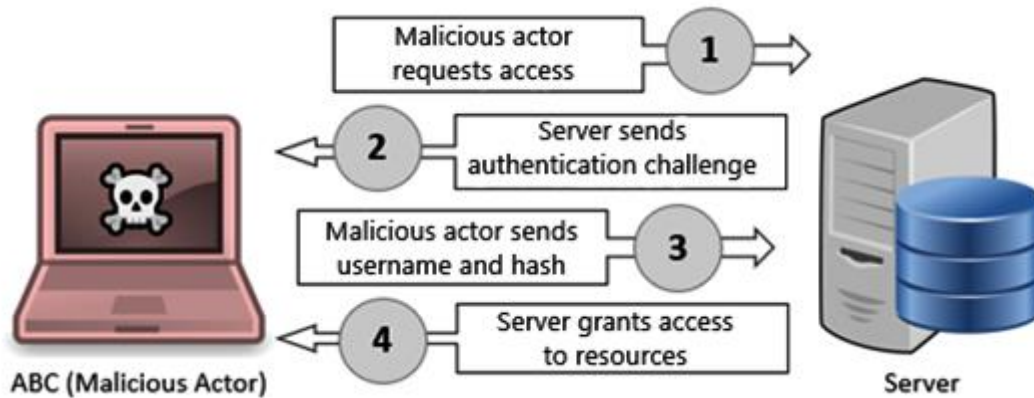 Malicious actor
requests access
1
2
Server sends
authentication challenge
Malicious actor sends
username and hash
3
4
Server grants access
to resources
ABC (Malicious Actor)
Server